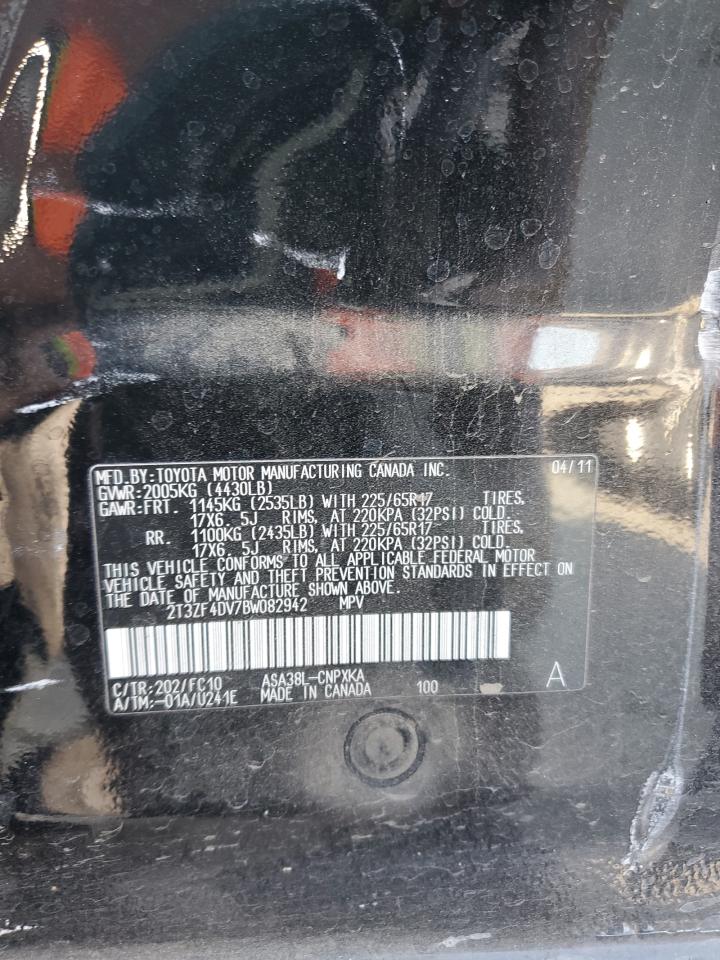 MFD.BY:TOYOTA MOTOR MANUFACTURING CANADA INC. 04/11
GVWR:2005KG (4430LB)
GAWR:FRT. 1145KG (2535LB) WITH 225/65R17 TIRES,
17X6. 5J RIMS, AT 220KPA (32PSI) COLD.
RR. 1100KG (2435LB) WITH 225/65R17 TIRES,
17X6. 5J RIMS, AT 220KPA (32PSI) COLD.
THIS VEHICLE CONFORMS TO ALL APPLICABLE FEDERAL MOTOR
VEHICLE SAFETY AND THEFT PREVENTION STANDARDS IN EFFECT ON
THE DATE OF MANUFACTURE SHOWN ABOVE.
2T3ZF4DV7BW082942 MPV
C/TR:202/FC10 ASA38L-CNPXKA
A/TM:-01A/U241E MADE IN CANADA 100 A